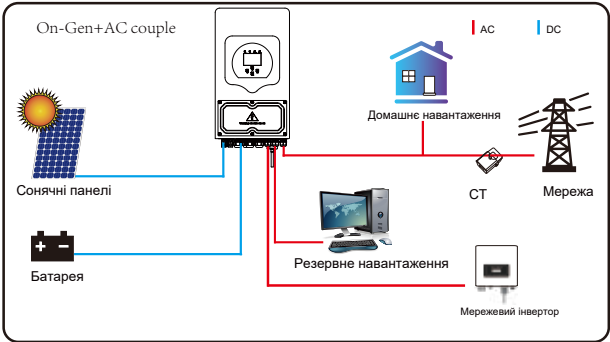 On-Gen+AC couple
AC
DC
Домашнє навантаження
Сонячні панелі
СТ
Мережа
Батарея
Резервне навантаження
Мережевий інвертор